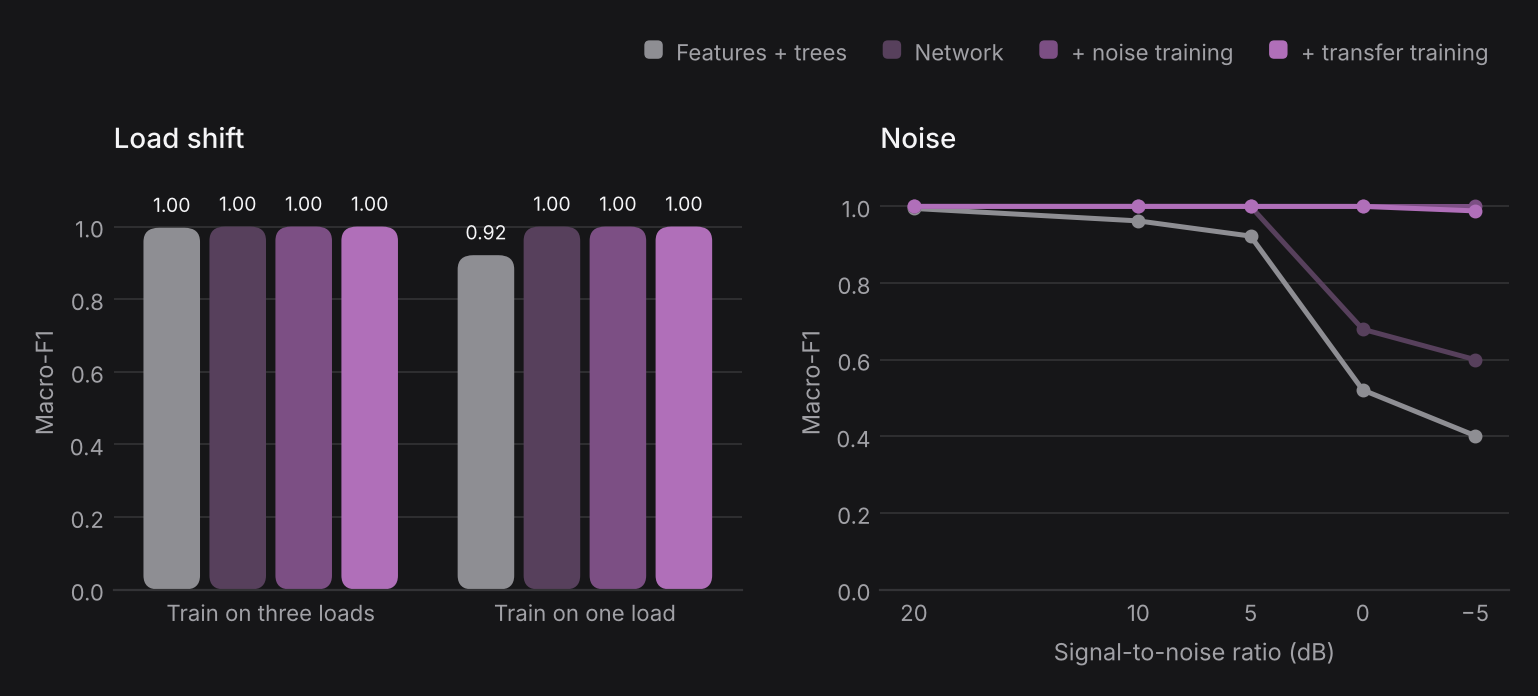 Features + trees
Network
+ noise training
+ transfer training
Load shift
1.00
1.00
1.00
1.00
0.92
1.00
1.00
1.00
1.0
0.8
0.6
0.4
0.2
0.0
Macro-F1
Train on three loads
Train on one load
Noise
1.0
0.8
0.6
0.4
0.2
0.0
Macro-F1
20
10
5
0
−5
Signal-to-noise ratio (dB)